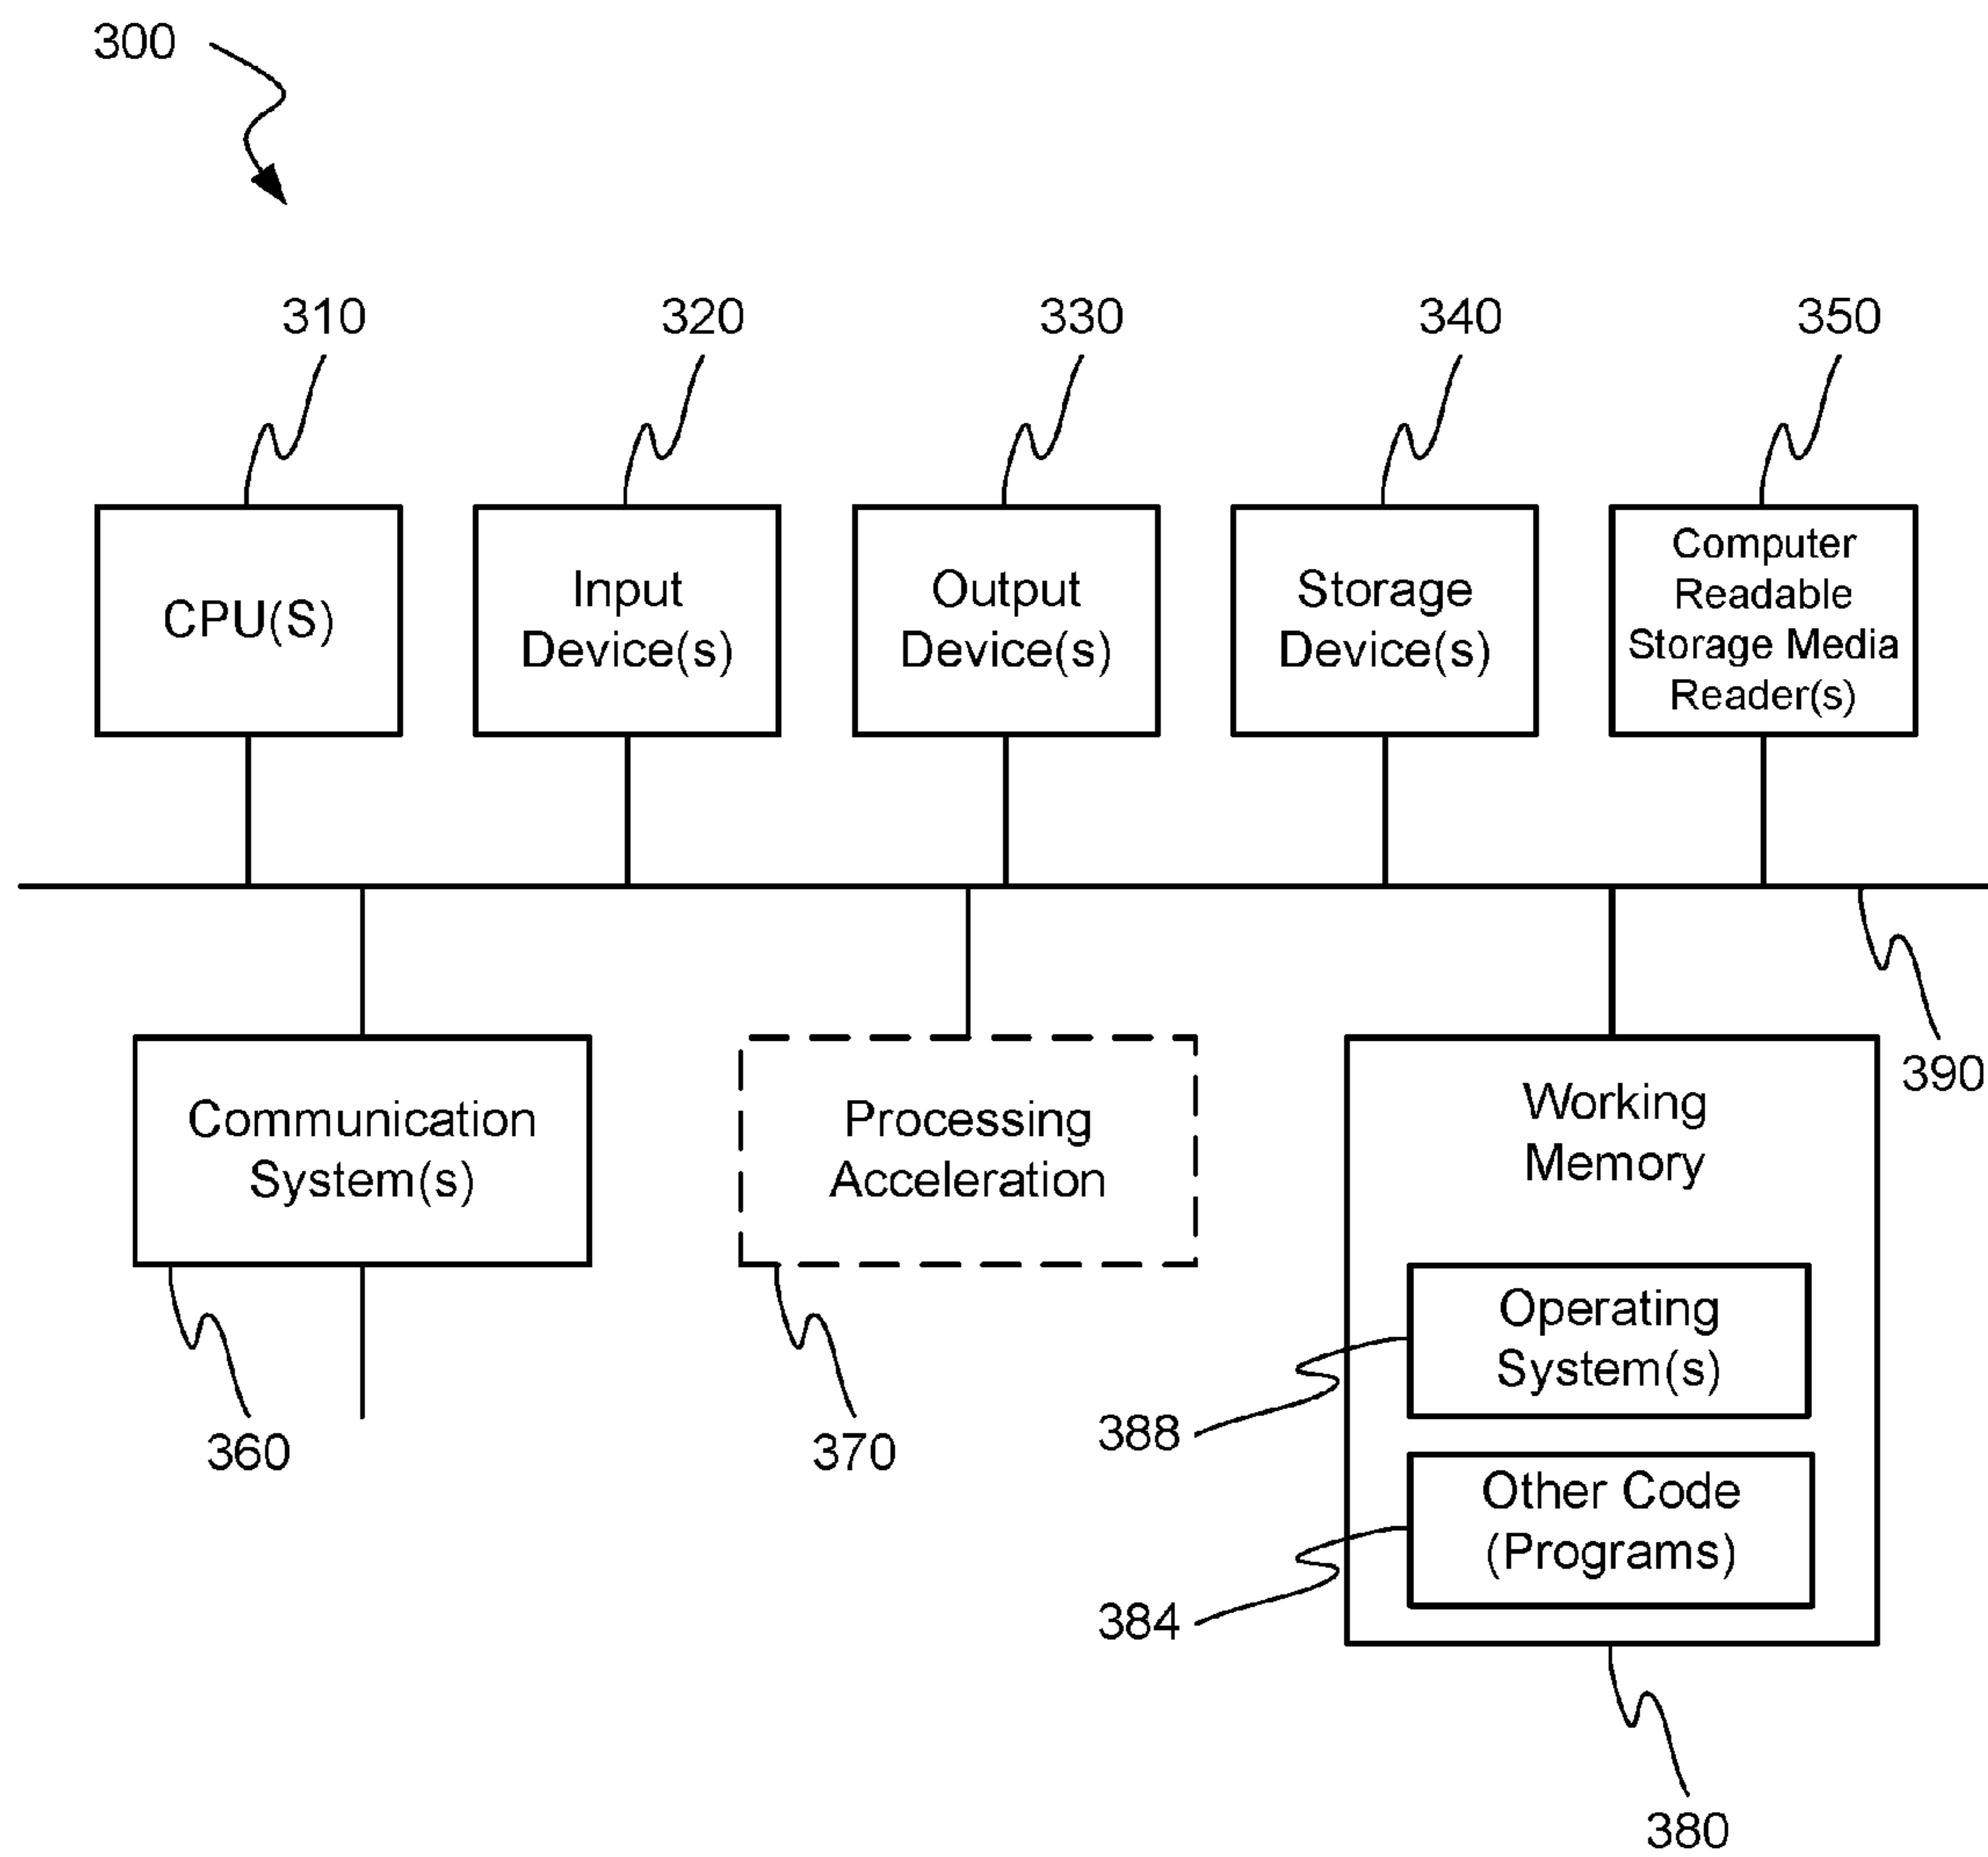 300
310
320
330
340
350
CPU(S)
Input
Device(s)
Output
Device(s)
Storage
Device(s)
Computer
Readable
Storage Media
Reader(s)
390
Communication
System(s)
Processing
Acceleration
Working
Memory
Operating
System(s)
Other Code
(Programs)
360
370
388
384
380